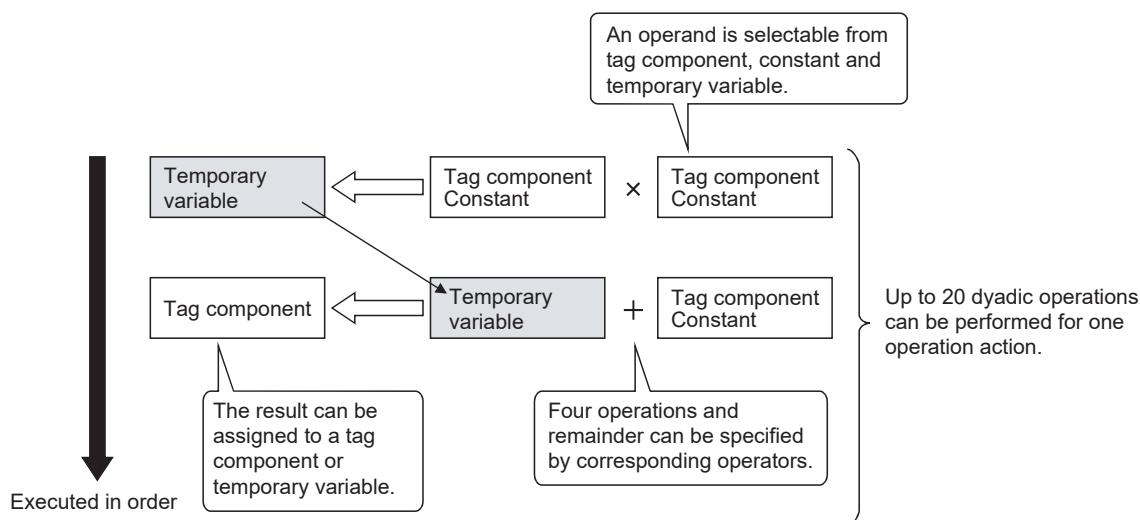 An operand is selectable from
tag component, constant and
temporary variable.
Temporary
variable
Tag component
Constant
×
Tag component
Constant
Tag component
Temporary
variable
+
Tag component
Constant
Up to 20 dyadic operations
can be performed for one
operation action.
The result can be
assigned to a tag
component or
temporary variable.
Four operations and
remainder can be specified
by corresponding operators.
Executed in order